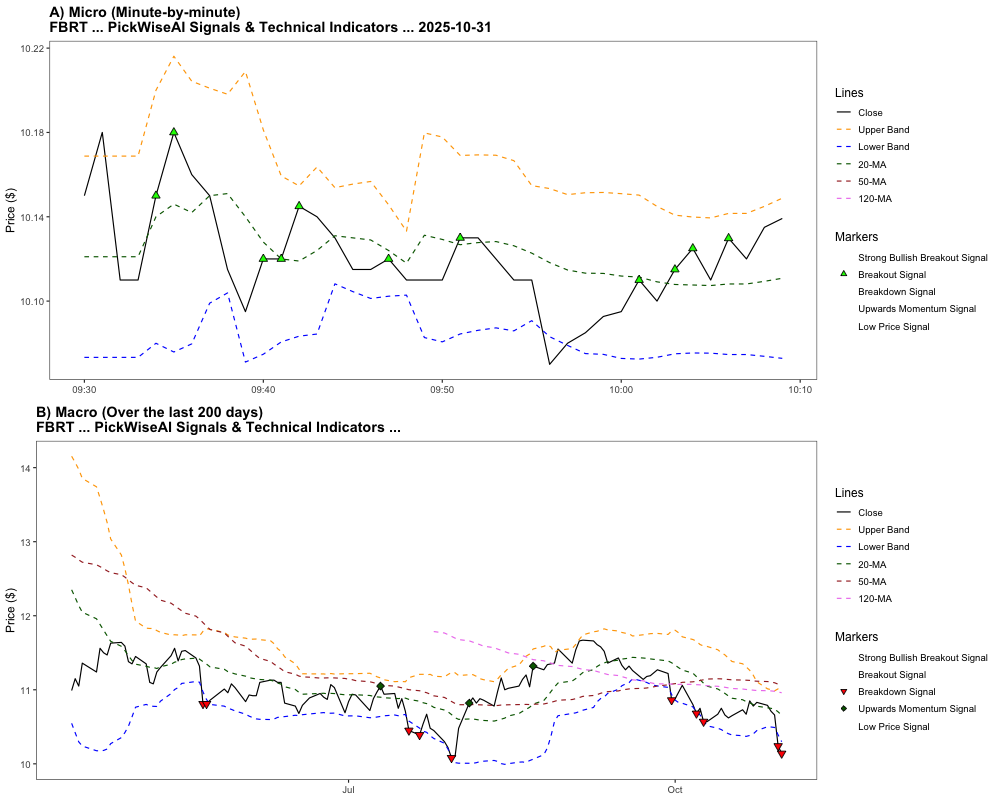 A) Micro (Minute-by-minute)
FBRT ... PickWiseAI Signals & Technical Indicators ... 2025-10-31
10.22
10.18
10.14
10.10
Price ($)
09:30
09:40
09:50
10:00
10:10
Lines
Close
Upper Band
Lower Band
20-MA
50-MA
120-MA
Markers
Strong Bullish Breakout Signal
Breakout Signal
Breakdown Signal
Upwards Momentum Signal
Low Price Signal
B) Macro (Over the last 200 days)
FBRT ... PickWiseAI Signals & Technical Indicators ...
14
13
12
11
10
Price ($)
Jul
Oct
Lines
Close
Upper Band
Lower Band
20-MA
50-MA
120-MA
Markers
Strong Bullish Breakout Signal
Breakout Signal
Breakdown Signal
Upwards Momentum Signal
Low Price Signal